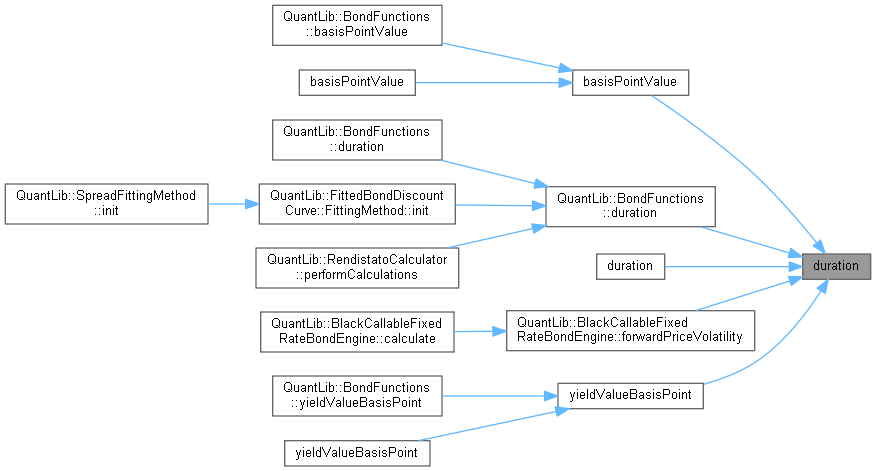 QuantLib::BondFunctions
::basisPointValue
basisPointValue
basisPointValue
QuantLib::BondFunctions
::duration
QuantLib::SpreadFittingMethod
::init
QuantLib::FittedBondDiscount
Curve::FittingMethod::init
QuantLib::BondFunctions
::duration
QuantLib::RendistatoCalculator
::performCalculations
duration
duration
QuantLib::BlackCallableFixed
RateBondEngine::calculate
QuantLib::BlackCallableFixed
RateBondEngine::forwardPriceVolatility
QuantLib::BondFunctions
::yieldValueBasisPoint
yieldValueBasisPoint
yieldValueBasisPoint